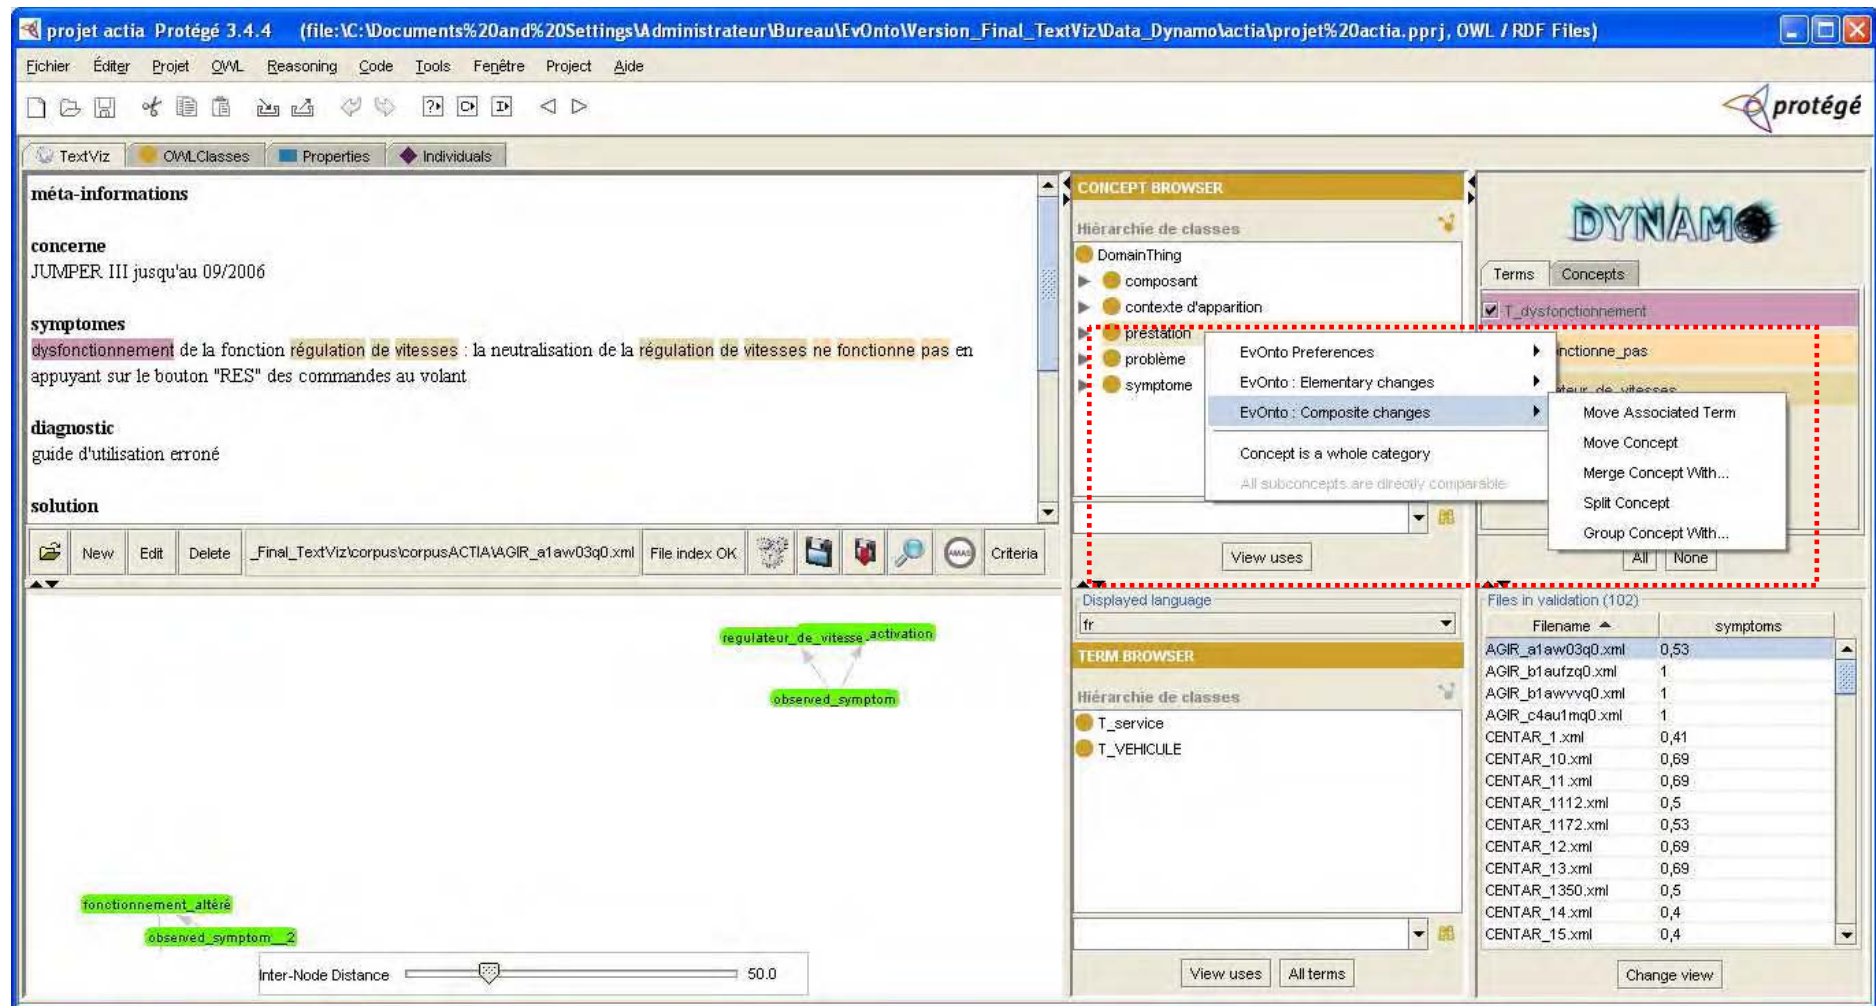 projet actia Protégé 3.4.4 (file:\C:\Documents%20and%20Settings\Administrateur\Bureau\EvOnto\Version_Final_TextViz\Data_Dynamo\actia\projet%20actia.pprj, OWL / RDF Files)
Fichier Éditer Projet OWL Reasoning Code Tools Fenêtre Project Aide
protégé
TextViz OWLClasses Properties Individuals
méta-informations
concerne
JUMPER III jusqu'au 09/2006
symptomes
dysfonctionnement de la fonction régulation de vitesses : la neutralisation de la régulation de vitesses ne fonctionne pas en
appuyant sur le bouton "RES" des commandes au volant
diagnostic
guide d'utilisation erroné
solution
New Edit Delete _Final_TextViz\corpus\corpusACTIA\AGIR_a1aw03q0.xml File index OK AMAS Criteria
regulateur_de_vitesse activation
observed_symptom
fonctionnement_altéré
observed_symptom__2
Inter-Node Distance 50.0
CONCEPT BROWSER
Hiérarchie de classes
DomainThing
composant
contexte d'apparition
prestation
problème
symptome
EvOnto Preferences
EvOnto : Elementary changes
EvOnto : Composite changes
Concept is a whole category
All subconcepts are directly comparable
Move Associated Term
Move Concept
Merge Concept With...
Split Concept
Group Concept With...
View uses
Displayed language
fr
TERM BROWSER
Hiérarchie de classes
T_service
T_VEHICULE
View uses All terms
DYNAMO
Terms Concepts
T_dysfonctionnement
nctionne_pas
ateur_de_vitesses
All None
Files in validation (102)
Filename symptoms
AGIR_a1aw03q0.xml 0,53
AGIR_b1aufzq0.xml 1
AGIR_b1awvvq0.xml 1
AGIR_c4au1mq0.xml 1
CENTAR_1.xml 0,41
CENTAR_10.xml 0,69
CENTAR_11.xml 0,69
CENTAR_1112.xml 0,5
CENTAR_1172.xml 0,53
CENTAR_12.xml 0,69
CENTAR_13.xml 0,69
CENTAR_1350.xml 0,5
CENTAR_14.xml 0,4
CENTAR_15.xml 0,4
Change view